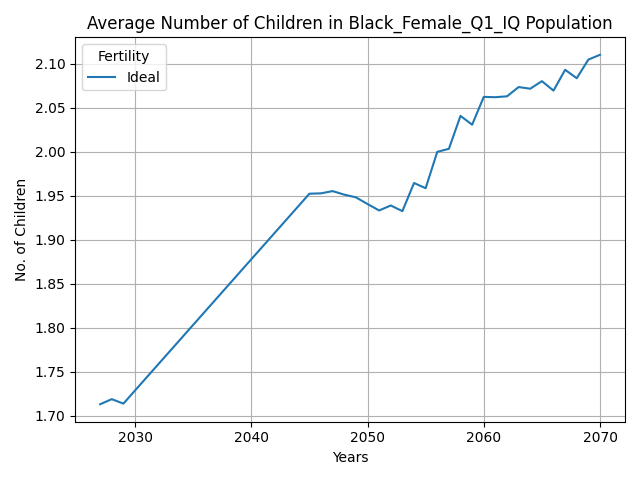 Average Number of Children in Black_Female_Q1_IQ Population
Fertility
Ideal
No. of Children
2.10
2.05
2.00
1.95
1.90
1.85
1.80
1.75
1.70
2030 2040 2050 2060 2070
Years